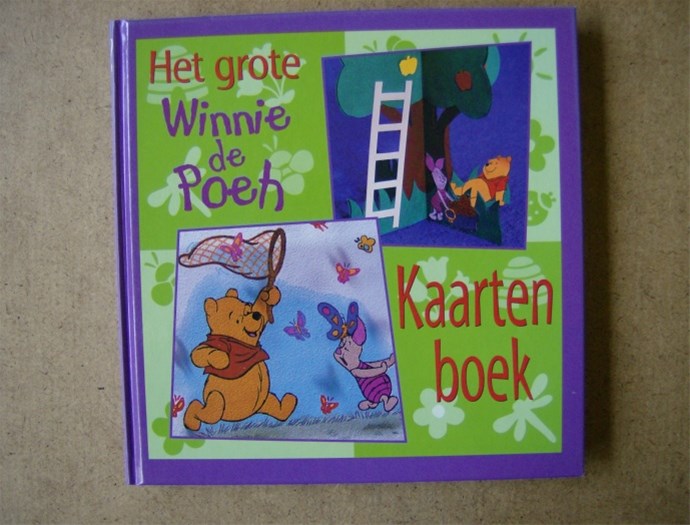 Het grote
Winnie
de
Poeh
Kaarten
boek